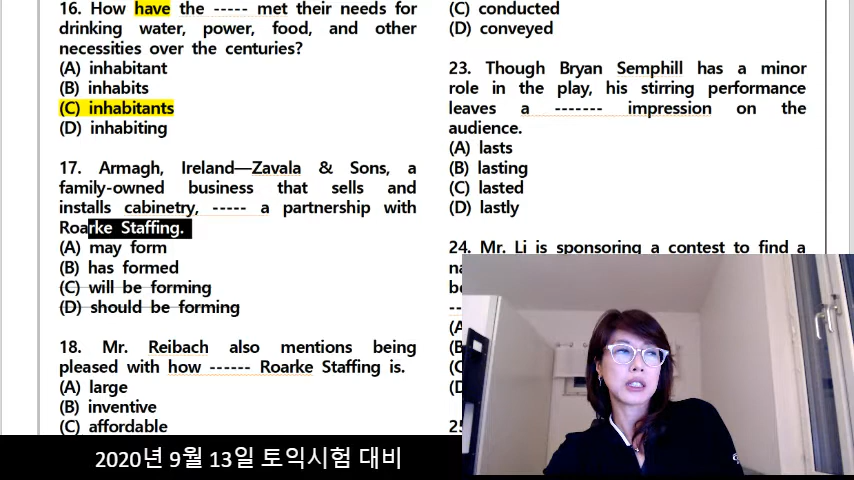 16. How have the ----- met their needs for
drinking water, power, food, and other
necessities over the centuries?
(A) inhabitant
(B) inhabits
(C) inhabitants
(D) inhabiting
17. Armagh, Ireland—Zavala & Sons, a
family-owned business that sells and
installs cabinetry, ----- a partnership with
Roarke Staffing.
(A) may form
(B) has formed
(C) will be forming
(D) should be forming
18. Mr. Reibach also mentions being
pleased with how ------ Roarke Staffing is.
(A) large
(B) inventive
(C) affordable
(C) conducted
(D) conveyed
23. Though Bryan Semphill has a minor
role in the play, his stirring performance
leaves a ------- impression on the
audience.
(A) lasts
(B) lasting
(C) lasted
(D) lastly
24. Mr. Li is sponsoring a contest to find a
2020년 9월 13일 토익시험 대비